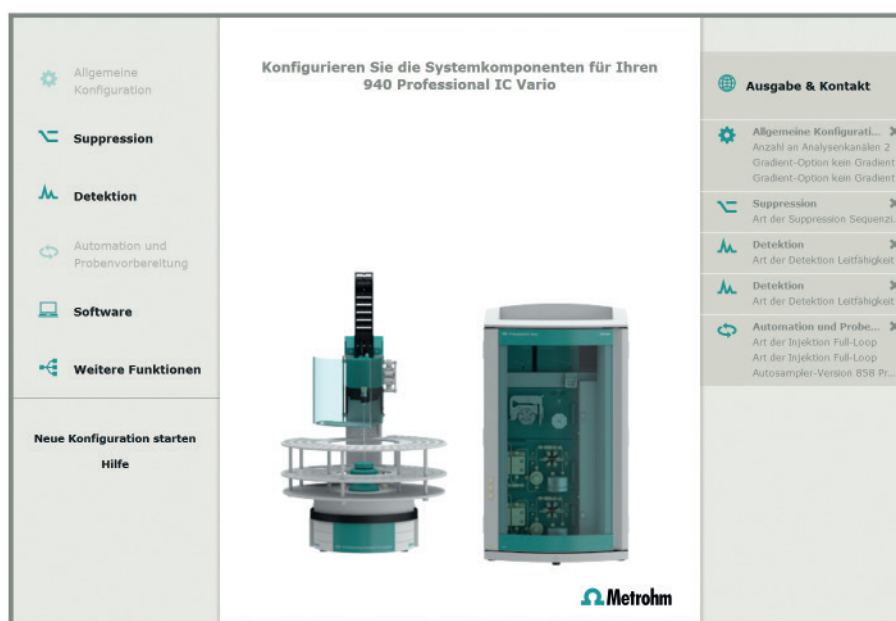 Allgemeine
Konfiguration
Suppression
Detektion
Automation und
Probenvorbereitung
Software
Weitere Funktionen
Neue Konfiguration starten
Hilfe
Konfigurieren Sie die Systemkomponenten für Ihren
940 Professional IC Vario
Metrohm
Ausgabe & Kontakt
Allgemeine Konfigurati...
Anzahl an Analysenkanälen 2
Gradient-Option kein Gradient
Gradient-Option kein Gradient
Suppression
Art der Suppression Sequenzi...
Detektion
Art der Detektion Leitfähigkeit
Detektion
Art der Detektion Leitfähigkeit
Automation und Probe...
Art der Injektion Full-Loop
Art der Injektion Full-Loop
Autosampler-Version 858 Pr...